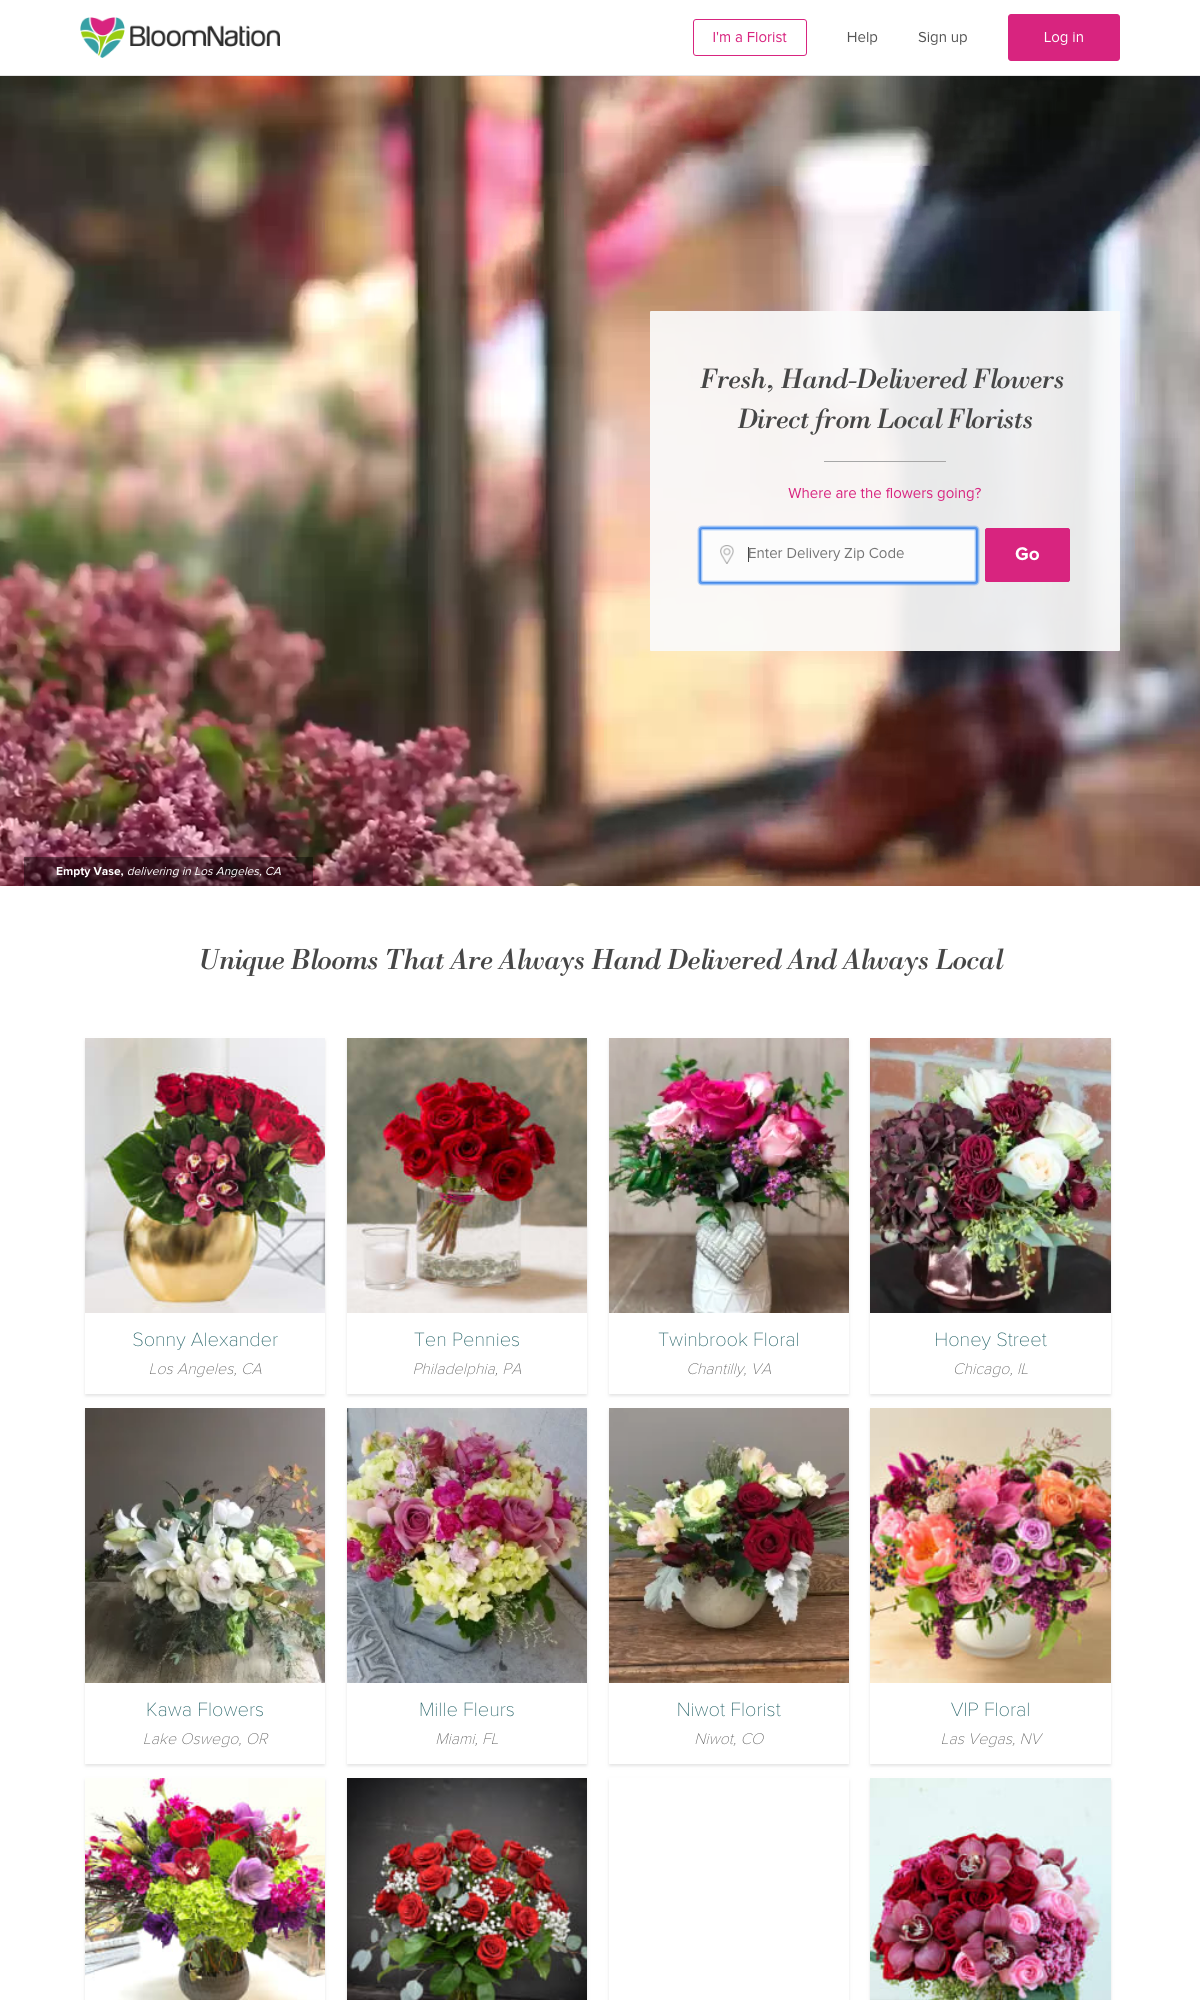 BloomNation
I'm a Florist
Help
Sign up
Log in
Fresh, Hand-Delivered Flowers
Direct from Local Florists
Where are the flowers going?
Enter Delivery Zip Code
Go
Empty Vase, delivering in Los Angeles, CA
Unique Blooms That Are Always Hand Delivered And Always Local
Sonny Alexander
Los Angeles, CA
Ten Pennies
Philadelphia, PA
Twinbrook Floral
Chantilly, VA
Honey Street
Chicago, IL
Kawa Flowers
Lake Oswego, OR
Mille Fleurs
Miami, FL
Niwot Florist
Niwot, CO
VIP Floral
Las Vegas, NV